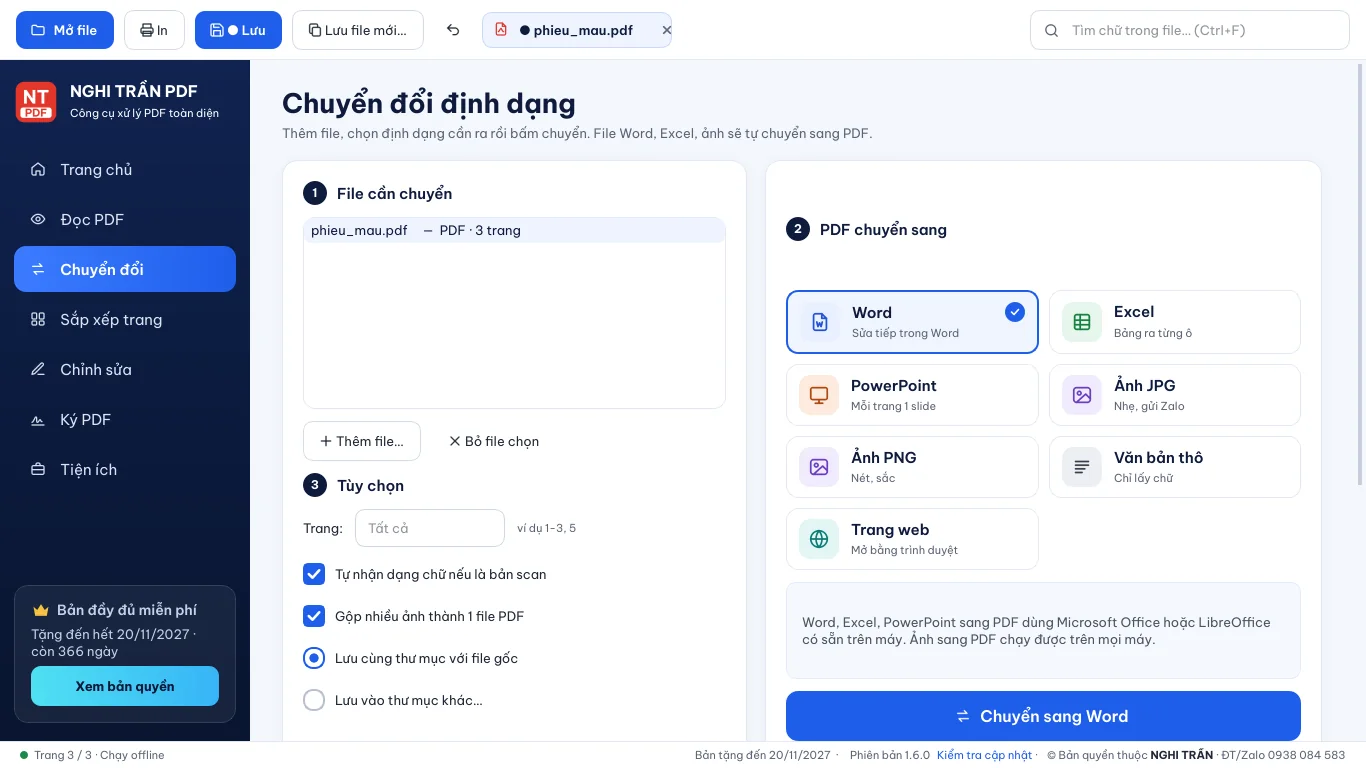 Mở file
In
Lưu
Lưu file mới...
phieu_mau.pdf
Tìm chữ trong file... (Ctrl+F)
NT
PDF
NGHI TRẦN PDF
Công cụ xử lý PDF toàn diện
Trang chủ
Đọc PDF
Chuyển đổi
Sắp xếp trang
Chỉnh sửa
Ký PDF
Tiện ích
Bản đầy đủ miễn phí
Tặng đến hết 20/11/2027 ·
còn 366 ngày
Xem bản quyền
Chuyển đổi định dạng
Thêm file, chọn định dạng cần ra rồi bấm chuyển. File Word, Excel, ảnh sẽ tự chuyển sang PDF.
1 File cần chuyển
phieu_mau.pdf — PDF · 3 trang
Thêm file...
Bỏ file chọn
3 Tùy chọn
Trang: Tất cả ví dụ 1-3, 5
Tự nhận dạng chữ nếu là bản scan
Gộp nhiều ảnh thành 1 file PDF
Lưu cùng thư mục với file gốc
Lưu vào thư mục khác...
2 PDF chuyển sang
Word
Sửa tiếp trong Word
Excel
Bảng ra từng ô
PowerPoint
Mỗi trang 1 slide
Ảnh JPG
Nhẹ, gửi Zalo
Ảnh PNG
Nét, sắc
Văn bản thô
Chỉ lấy chữ
Trang web
Mở bằng trình duyệt
Word, Excel, PowerPoint sang PDF dùng Microsoft Office hoặc LibreOffice
có sẵn trên máy. Ảnh sang PDF chạy được trên mọi máy.
Chuyển sang Word
Trang 3 / 3 · Chạy offline
Bản tặng đến 20/11/2027 · Phiên bản 1.6.0 Kiểm tra cập nhật · © Bản quyền thuộc NGHI TRẦN · ĐT/Zalo 0938 084 583